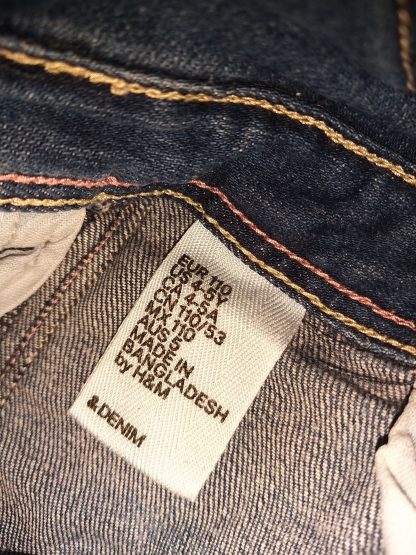 EUR 110
US 4-5Y
CA 4-5A
CN 110/53
MX 110
AUS 5
MADE IN
BANGLADESH
by H&M
&DENIM